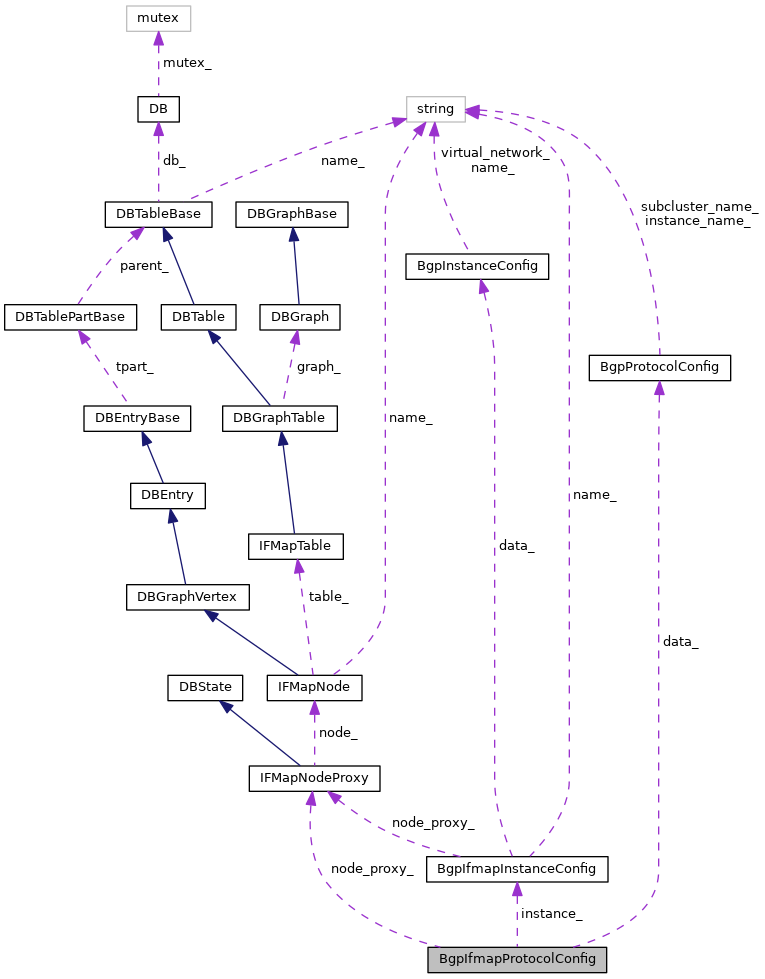 mutex
mutex_
DB
string
db_
name_
virtual_network_
name_
subcluster_name_
instance_name_
DBTableBase
DBGraphBase
parent_
BgpInstanceConfig
DBTablePartBase
DBTable
DBGraph
tpart_
graph_
BgpProtocolConfig
DBEntryBase
DBGraphTable
name_
DBEntry
name_
IFMapTable
data_
DBGraphVertex
table_
data_
DBState
IFMapNode
node_
IFMapNodeProxy
node_proxy_
node_proxy_
BgpIfmapInstanceConfig
instance_
BgpIfmapProtocolConfig